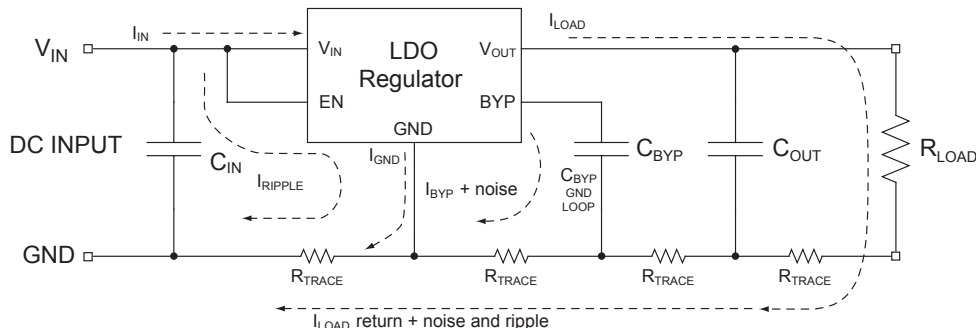 I_IN
I_LOAD
V_IN
V_IN
LDO
Regulator
V_OUT
EN
BYP
GND
DC INPUT
C_IN
I_GND
C_BYP
C_OUT
R_LOAD
I_RIPPLE
I_BYP + noise
C_BYP
GND
LOOP
GND
R_TRACE
R_TRACE
R_TRACE
R_TRACE
I_LOAD return + noise and ripple